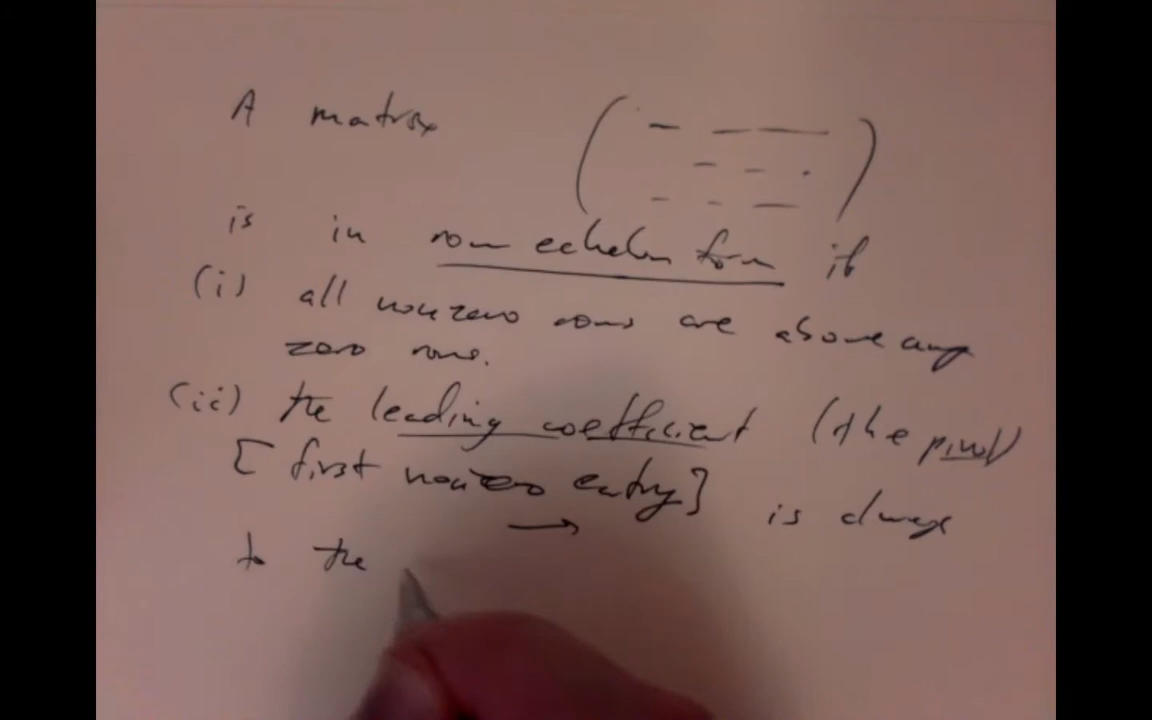 A matrix
is in row echelon form if
(i) all nonzero rows are above any
zero rows.
(ii) the leading coefficient (the pivot)
[first nonzero entry] is always
to the